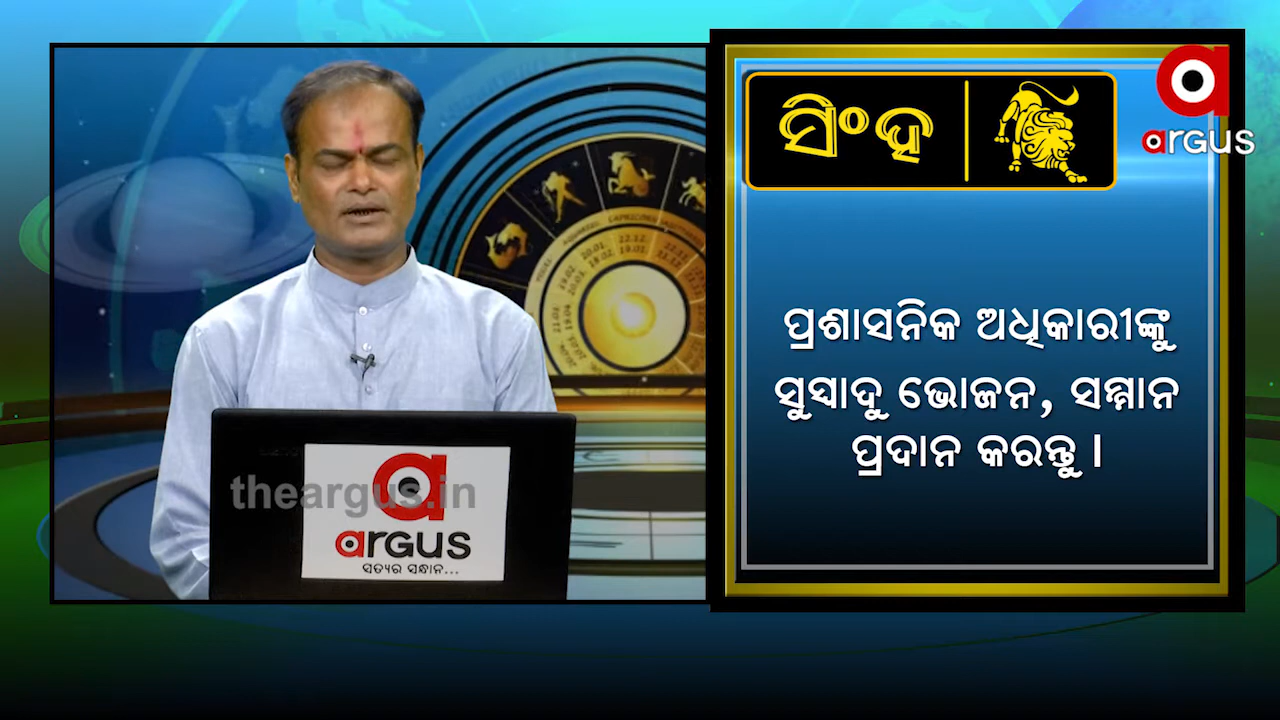 ସିଂହ
argus
ପ୍ରଶାସନିକ ଅଧିକାରୀଙ୍କୁ
ସୁସ୍ୱାଦୁ ଭୋଜନ, ସମ୍ମାନ
ପ୍ରଦାନ କରନ୍ତୁ ।
theargus.in
argus
ସତ୍ୟର ସନ୍ଧାନ...